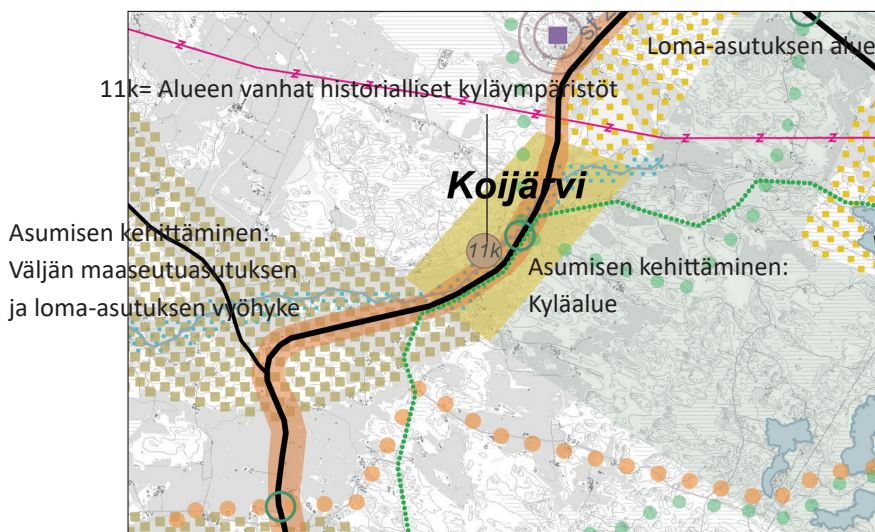 Loma-asutuksen alue
11k= Alueen vanhat historialliset kyläympäristöt
Koijärvi
11k
Asumisen kehittäminen:
Väljän maaseutuasutuksen
ja loma-asutuksen vyöhyke
Asumisen kehittäminen:
Kyläalue